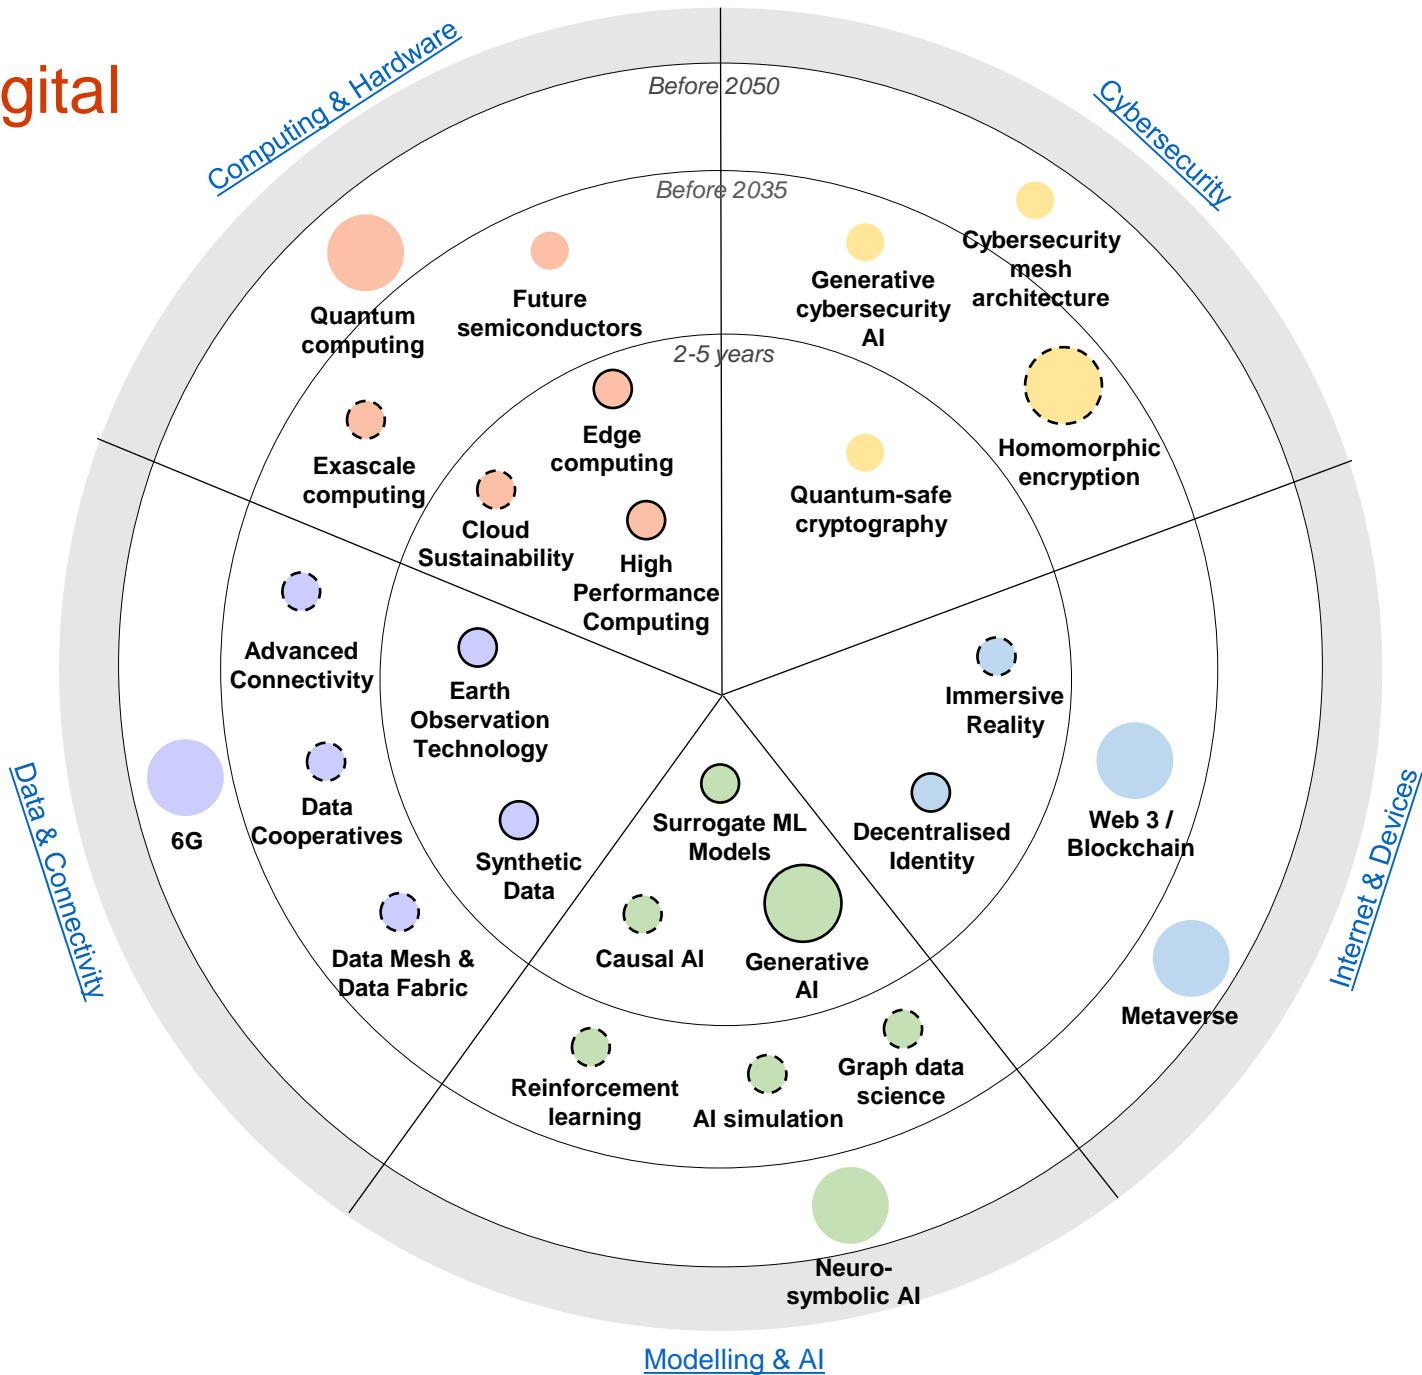 gital
Computing & Hardware
Cybersecurity
Before 2050
Before 2035
2-5 years
Quantum
computing
Future
semiconductors
Exascale
computing
Edge
computing
Cloud
Sustainability
High
Performance
Computing
Generative
cybersecurity
AI
Cybersecurity
mesh
architecture
Homomorphic
encryption
Quantum-safe
cryptography
Advanced
Connectivity
Earth
Observation
Technology
6G
Data
Cooperatives
Synthetic
Data
Data Mesh &
Data Fabric
Data & Connectivity
Immersive
Reality
Decentralised
Identity
Web 3 /
Blockchain
Metaverse
Internet & Devices
Surrogate ML
Models
Causal AI
Generative
AI
Reinforcement
learning
AI simulation
Graph data
science
Neuro-
symbolic AI
Modelling & AI